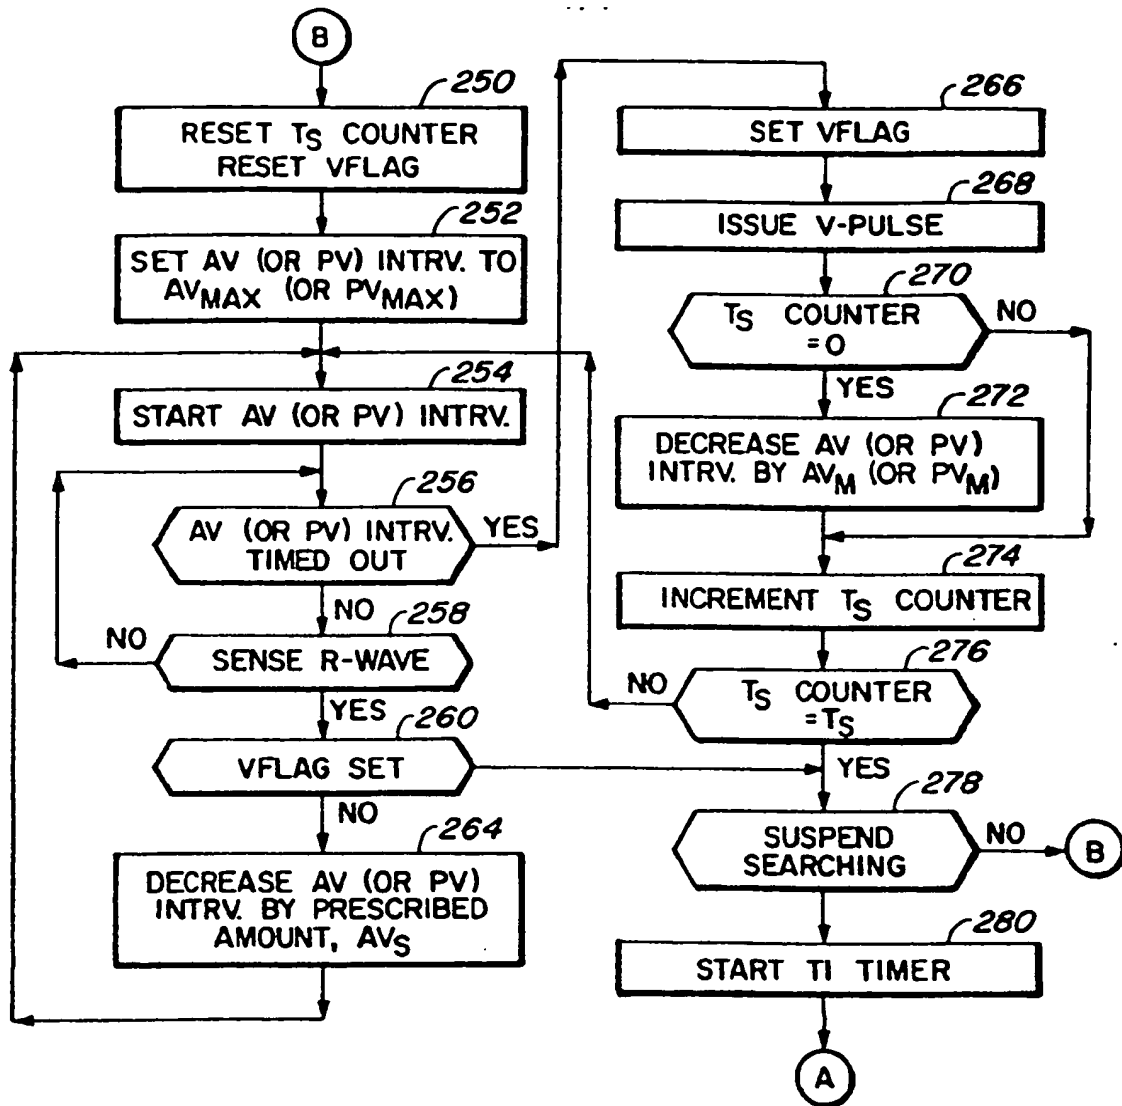 B
250
RESET TS COUNTER
RESET VFLAG
252
SET AV (OR PV) INTRV. TO
AVMAX (OR PVMAX)
254
START AV (OR PV) INTRV.
256
AV (OR PV) INTRV.
TIMED OUT
YES
NO
258
SENSE R-WAVE
NO
YES
260
VFLAG SET
NO
264
DECREASE AV (OR PV)
INTRV. BY PRESCRIBED
AMOUNT, AVS
266
SET VFLAG
268
ISSUE V-PULSE
270
TS COUNTER
=0
NO
YES
272
DECREASE AV (OR PV)
INTRV. BY AVM (OR PVM)
274
INCREMENT TS COUNTER
276
TS COUNTER
=TS
NO
YES
278
SUSPEND
SEARCHING
NO
B
280
START TI TIMER
A